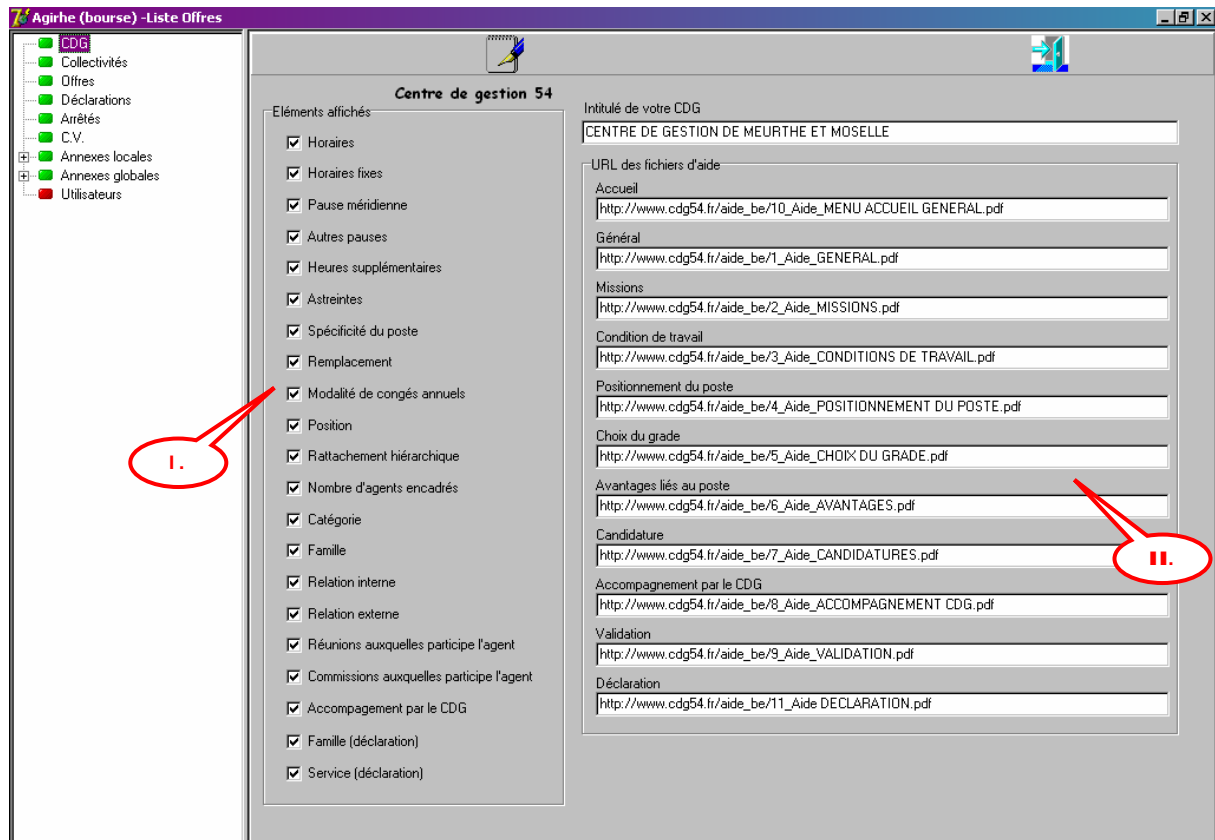 Agirhe (bourse) -Liste Offres
CDG
Collectivités
Offres
Déclarations
Arrêtés
C.V.
Annexes locales
Annexes globales
Utilisateurs
Centre de gestion 54
Eléments affichés
Horaires
Horaires fixes
Pause méridienne
Autres pauses
Heures supplémentaires
Astreintes
Spécificité du poste
Remplacement
Modalité de congés annuels
Position
Rattachement hiérarchique
Nombre d'agents encadrés
Catégorie
Famille
Relation interne
Relation externe
Réunions auxquelles participe l'agent
Commissions auxquelles participe l'agent
Accompagement par le CDG
Famille (déclaration)
Service (déclaration)
I.
Intitulé de votre CDG
CENTRE DE GESTION DE MEURTHE ET MOSELLE
URL des fichiers d'aide
Accueil
http://www.cdg54.fr/aide_be/10_Aide_MENU ACCUEIL GENERAL.pdf
Général
http://www.cdg54.fr/aide_be/1_Aide_GENERAL.pdf
Missions
http://www.cdg54.fr/aide_be/2_Aide_MISSIONS.pdf
Condition de travail
http://www.cdg54.fr/aide_be/3_Aide_CONDITIONS DE TRAVAIL.pdf
Positionnement du poste
http://www.cdg54.fr/aide_be/4_Aide_POSITIONNEMENT DU POSTE.pdf
Choix du grade
http://www.cdg54.fr/aide_be/5_Aide_CHOIX DU GRADE.pdf
Avantages liés au poste
http://www.cdg54.fr/aide_be/6_Aide_AVANTAGES.pdf
Candidature
http://www.cdg54.fr/aide_be/7_Aide_CANDIDATURES.pdf
Accompagnement par le CDG
http://www.cdg54.fr/aide_be/8_Aide_ACCOMPAGNEMENT CDG.pdf
Validation
http://www.cdg54.fr/aide_be/9_Aide_VALIDATION.pdf
Déclaration
http://www.cdg54.fr/aide_be/11_Aide DECLARATION.pdf
II.